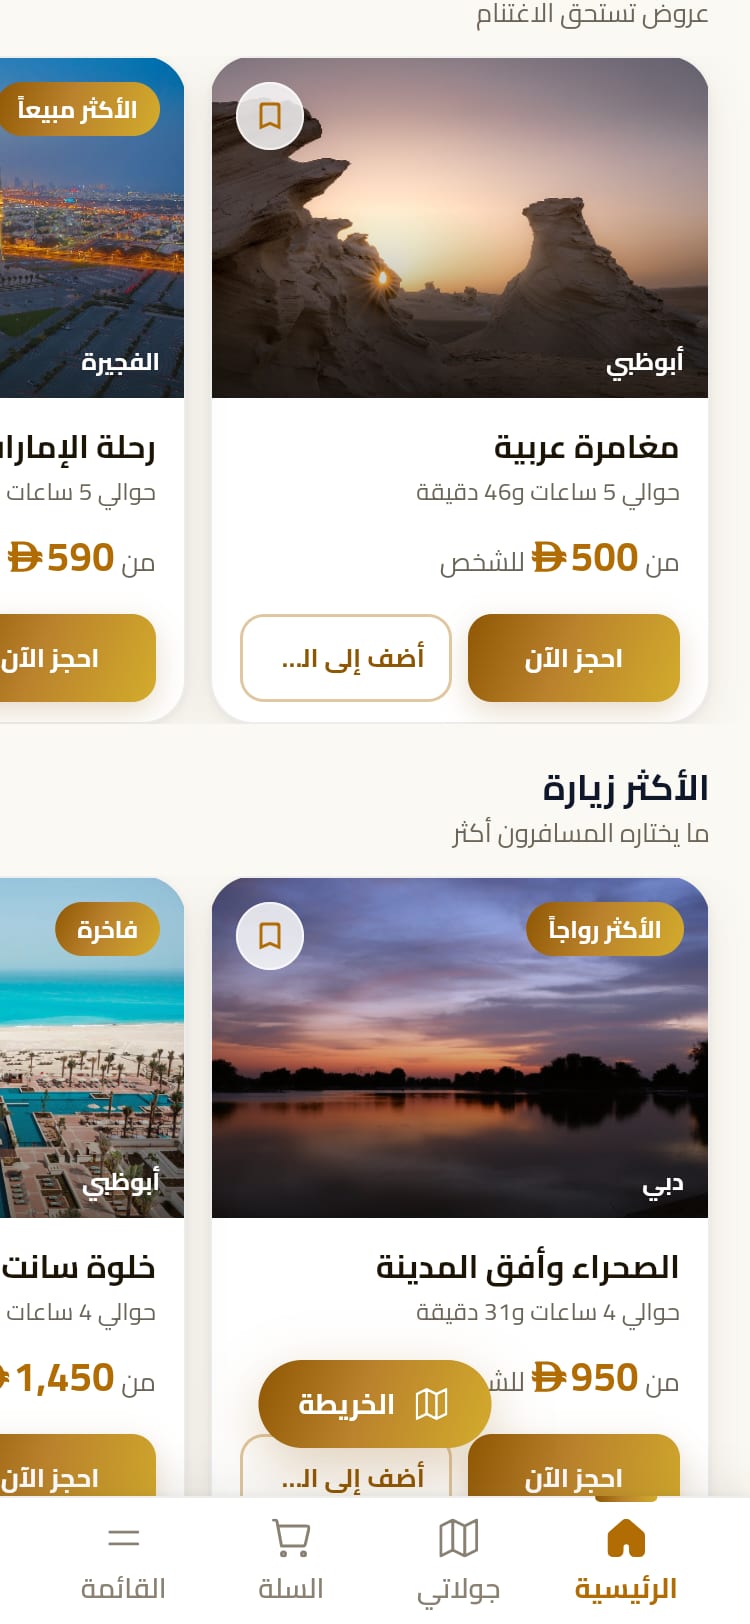 عروض تستحق الاغتنام
الأكثر مبيعاً
أبوظبي
الفجيرة
مغامرة عربية
حوالي 5 ساعات و46 دقيقة
من 500 للشخص
احجز الآن
أضف إلى الـ...
رحلة الإمارا
حوالي 5 ساعات
من 590
احجز الآن
الأكثر زيارة
ما يختاره المسافرون أكثر
الأكثر رواجاً
دبي
فاخرة
أبوظبي
الصحراء وأفق المدينة
حوالي 4 ساعات و31 دقيقة
من 950 للش
احجز الآن
أضف إلى الـ...
خلوة سانت
حوالي 4 ساعات
من 1,450
احجز الآن
الخريطة
الرئيسية
جولاتي
السلة
القائمة